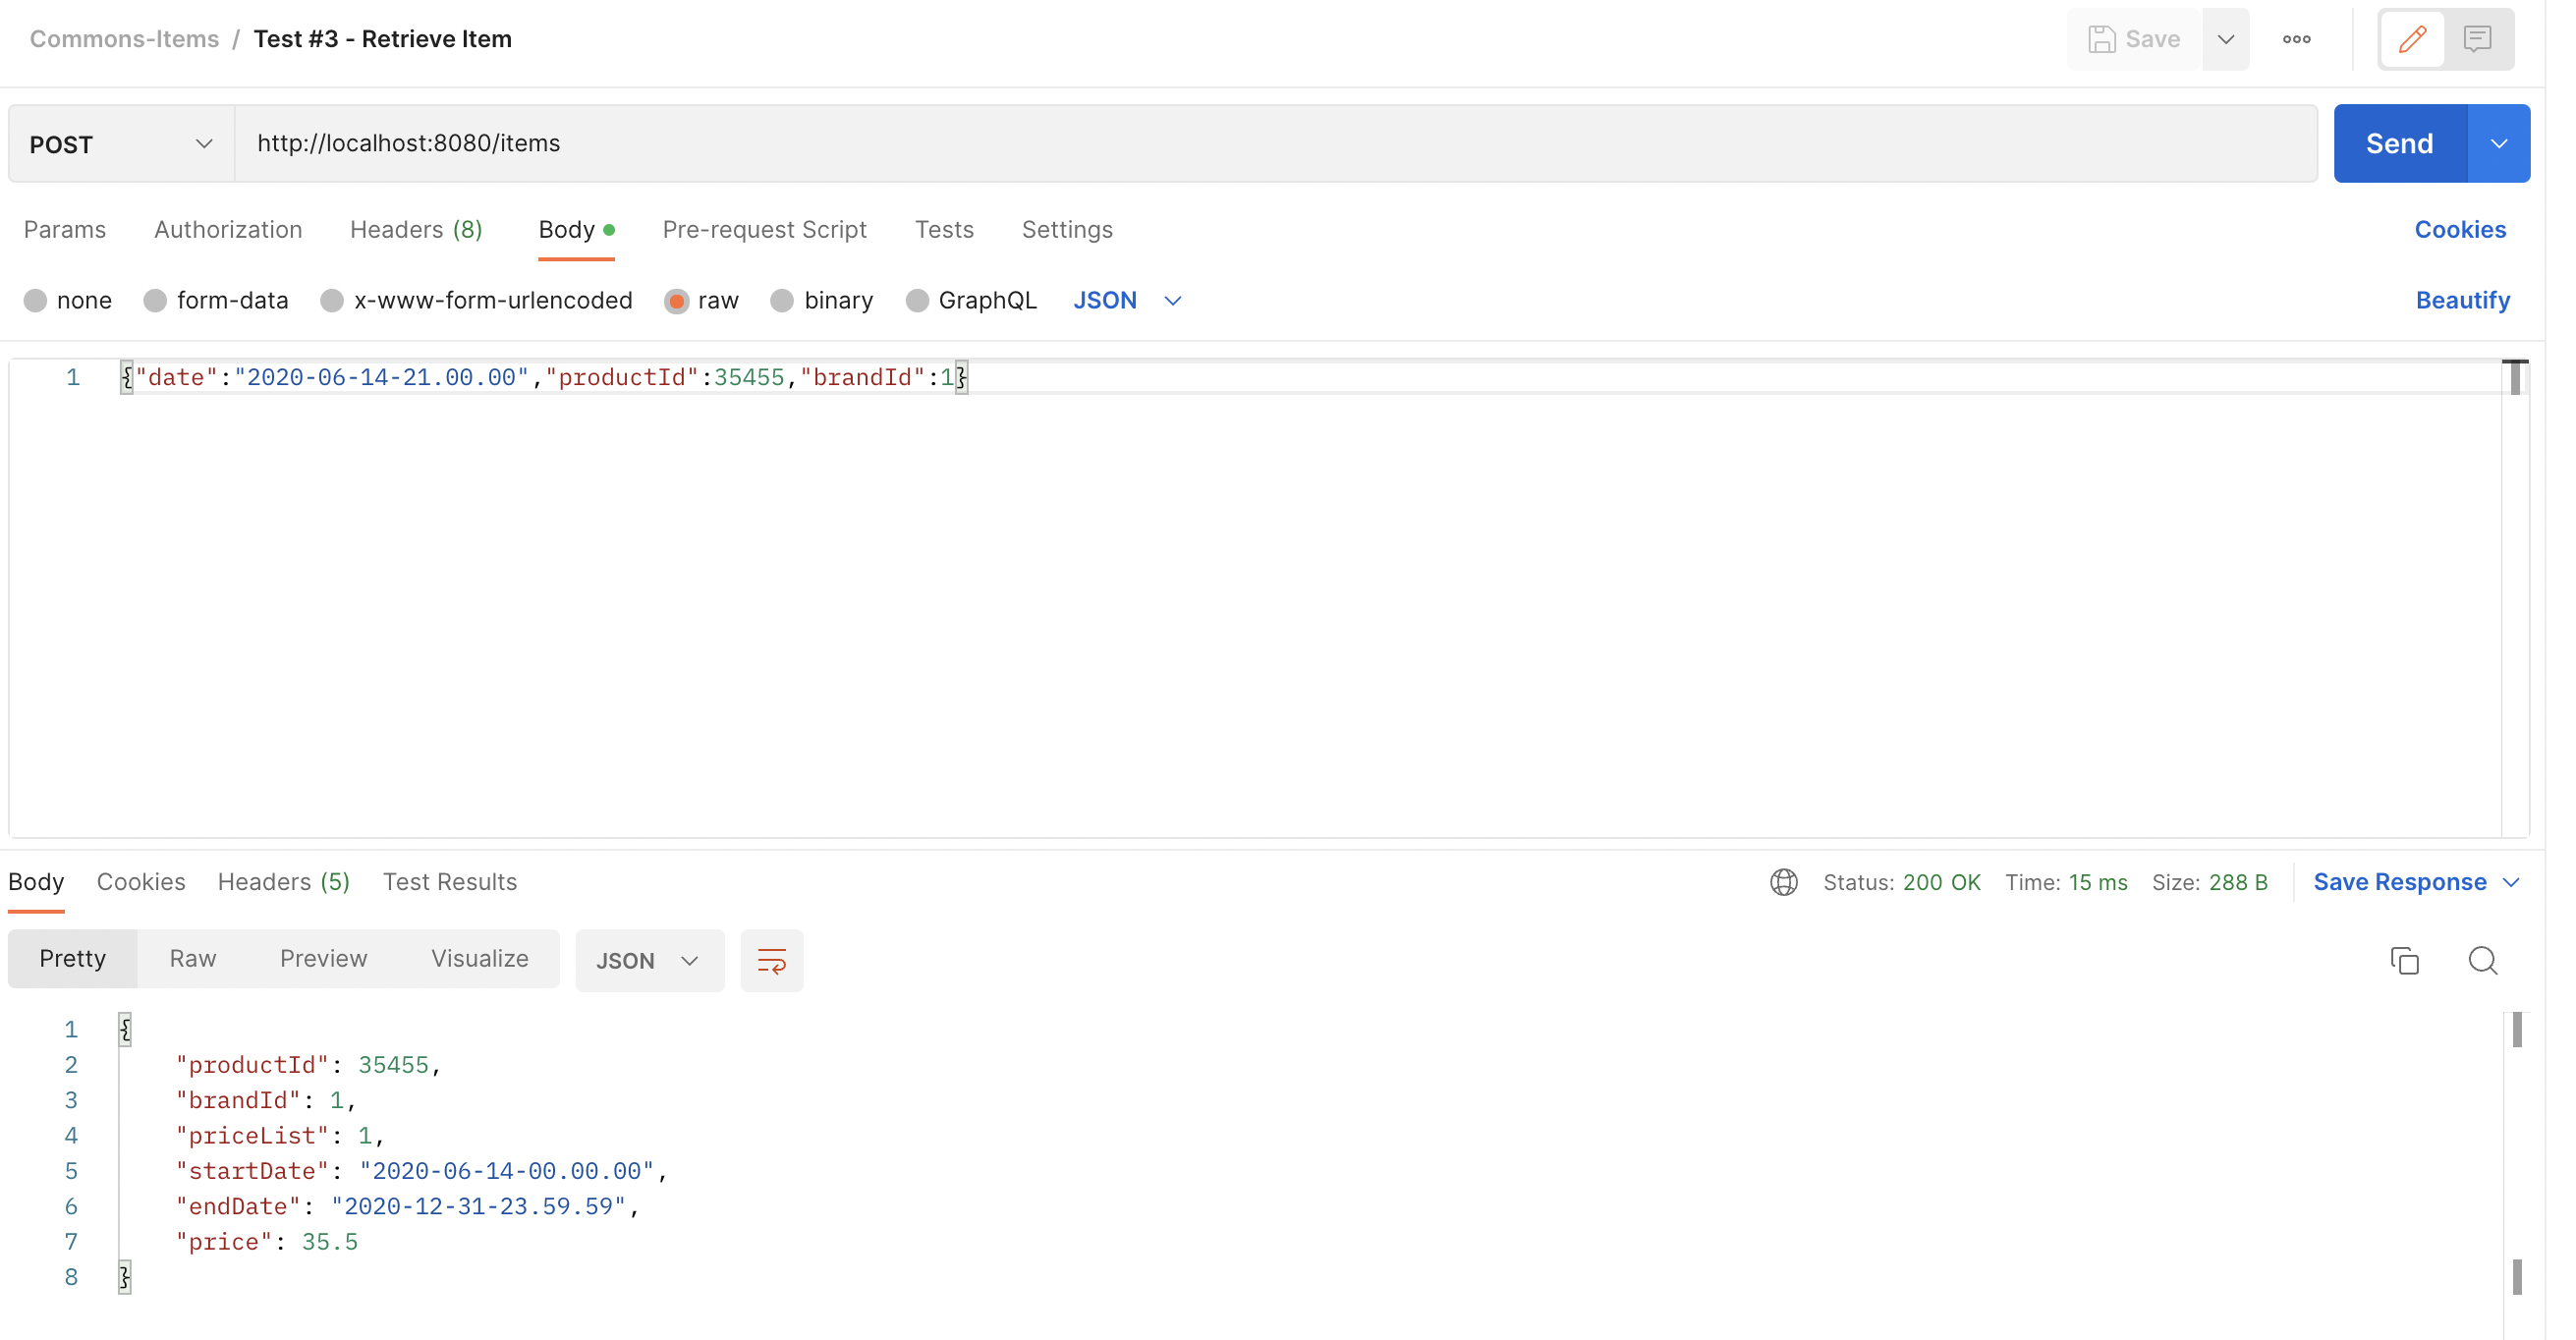 Commons-Items / Test #3 - Retrieve Item
Save
POST http://localhost:8080/items Send
Params Authorization Headers (8) Body Pre-request Script Tests Settings Cookies
none form-data x-www-form-urlencoded raw binary GraphQL JSON Beautify
1 {"date":"2020-06-14-21.00.00","productId":35455,"brandId":1}
Body Cookies Headers (5) Test Results Status: 200 OK Time: 15 ms Size: 288 B Save Response
Pretty Raw Preview Visualize JSON
1 {
2 "productId": 35455,
3 "brandId": 1,
4 "priceList": 1,
5 "startDate": "2020-06-14-00.00.00",
6 "endDate": "2020-12-31-23.59.59",
7 "price": 35.5
8 }